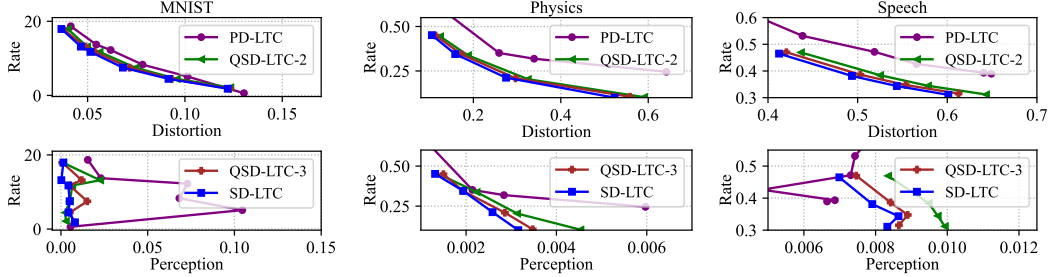 MNIST
Physics
Speech
Rate
20
0
0.05
0.10
0.15
Distortion
PD-LTC
QSD-LTC-2
0.50
0.25
0.2
0.4
0.6
Distortion
PD-LTC
QSD-LTC-2
Rate
0.6
0.5
0.4
0.3
0.4
0.5
0.6
0.7
Distortion
PD-LTC
QSD-LTC-2
Rate
Rate
20
0
0.00
0.05
0.10
0.15
Perception
QSD-LTC-3
SD-LTC
Rate
0.50
0.25
0.002
0.004
0.006
Perception
QSD-LTC-3
SD-LTC
Rate
0.5
0.4
0.3
0.006
0.008
0.010
0.012
Perception
QSD-LTC-3
SD-LTC